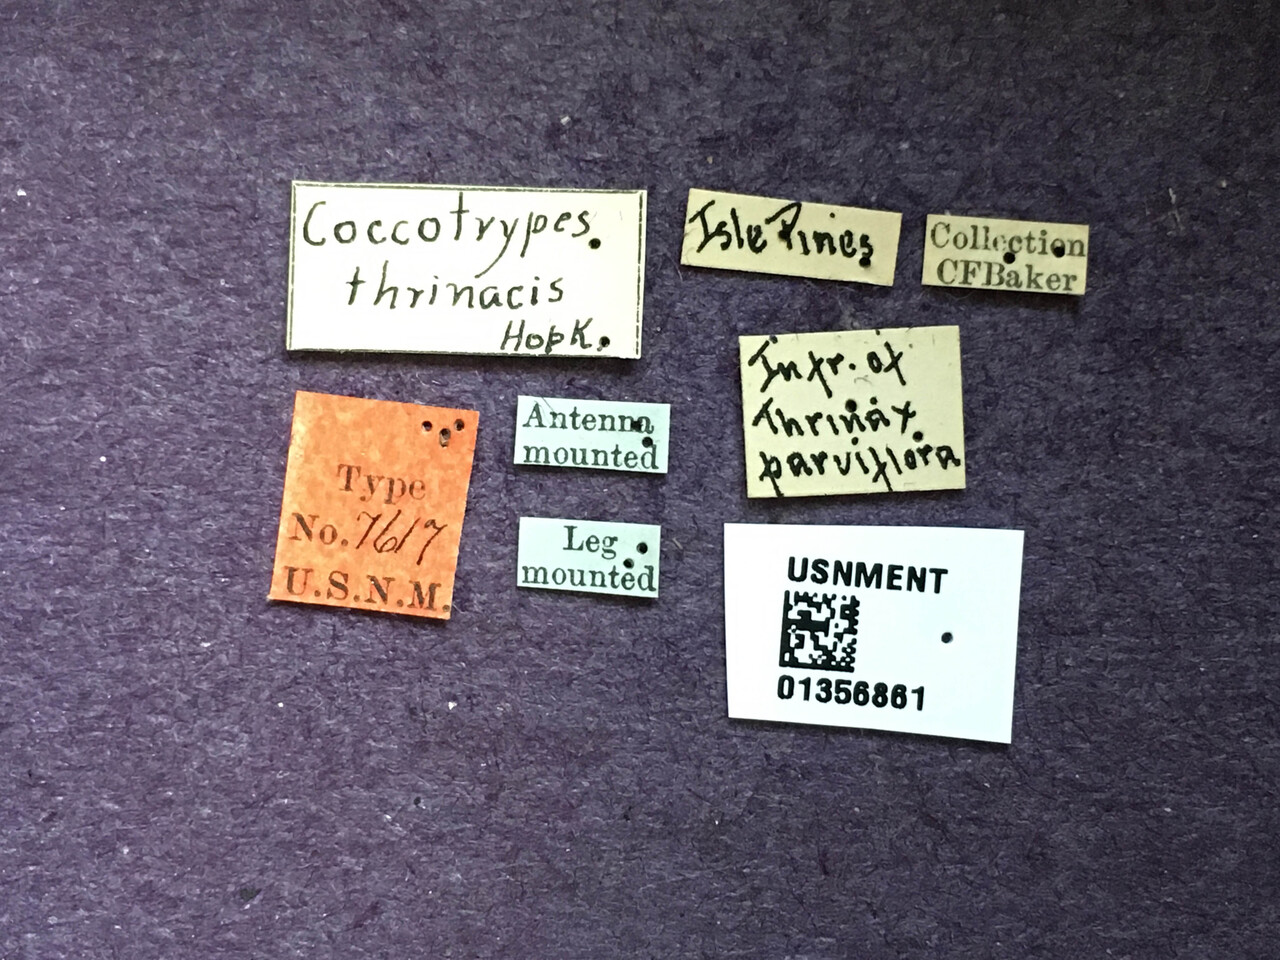 Coccotrypes.
thrinacis
Hopk.
Isle Pines
Collection
CFBaker
Infr. of
Thrinax
parviflora
Type
No. 7617
U.S.N.M.
Antenna
mounted
Leg
mounted
USNMENT
01356861